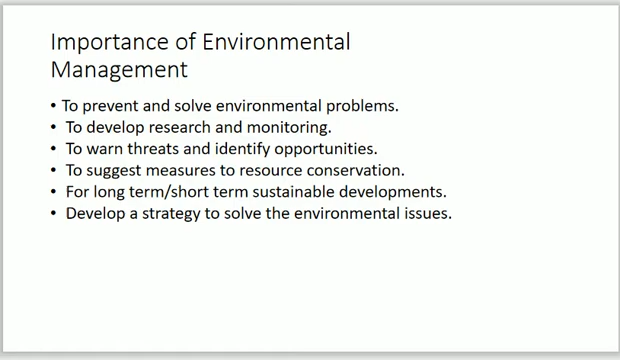 Importance of Environmental
Management
• To prevent and solve environmental problems.
• To develop research and monitoring.
• To warn threats and identify opportunities.
• To suggest measures to resource conservation.
• For long term/short term sustainable developments.
• Develop a strategy to solve the environmental issues.